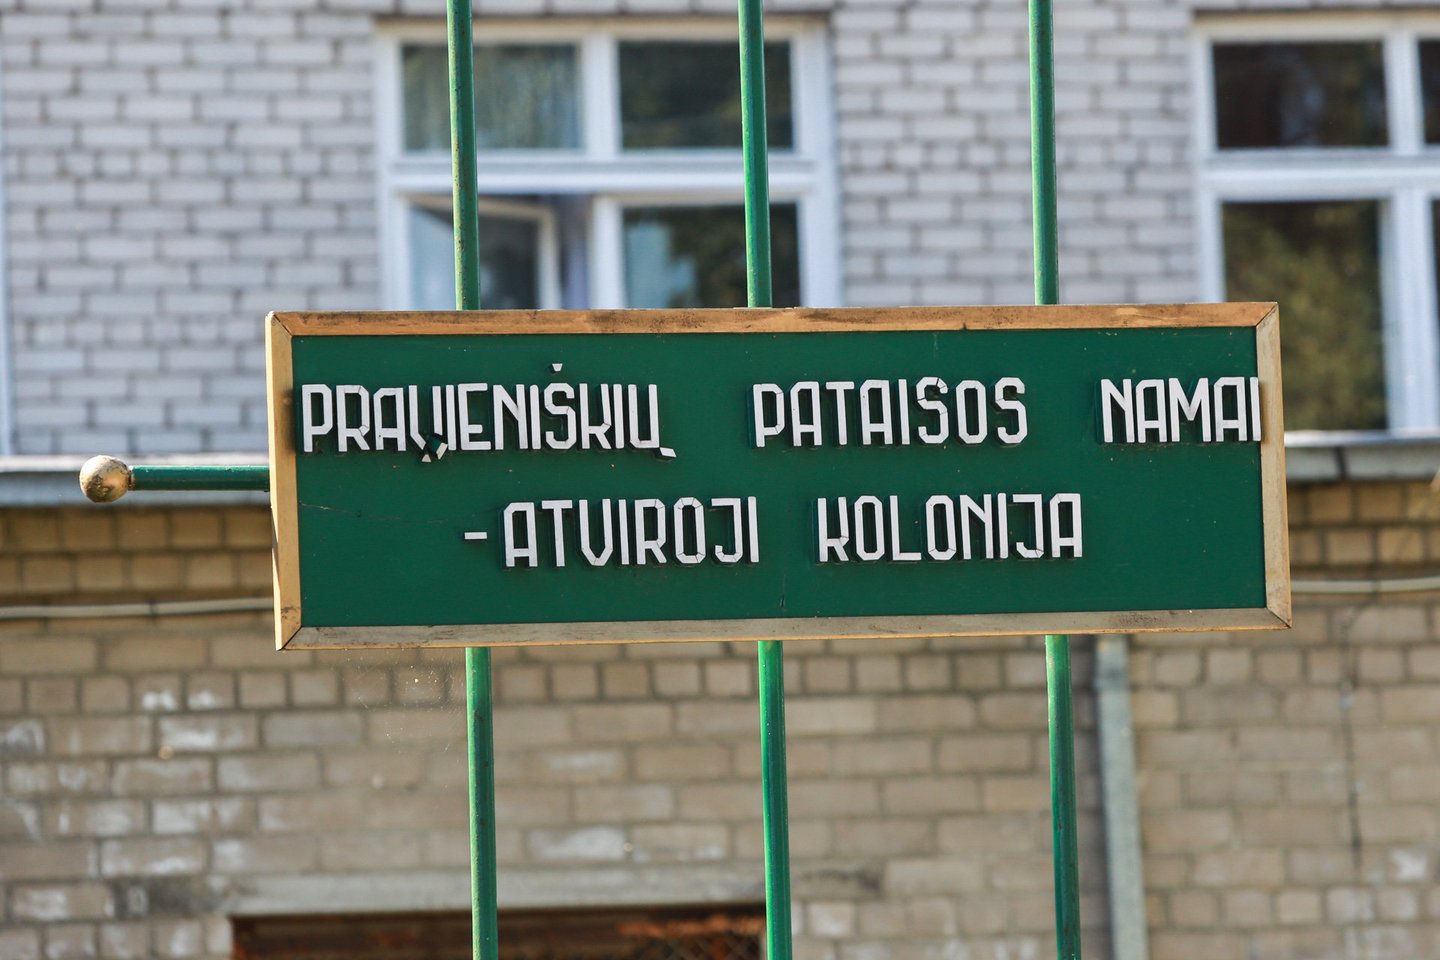 PRAVIENIŠKIŲ PATAISOS NAMAI
-ATVIROJI KOLONIJA